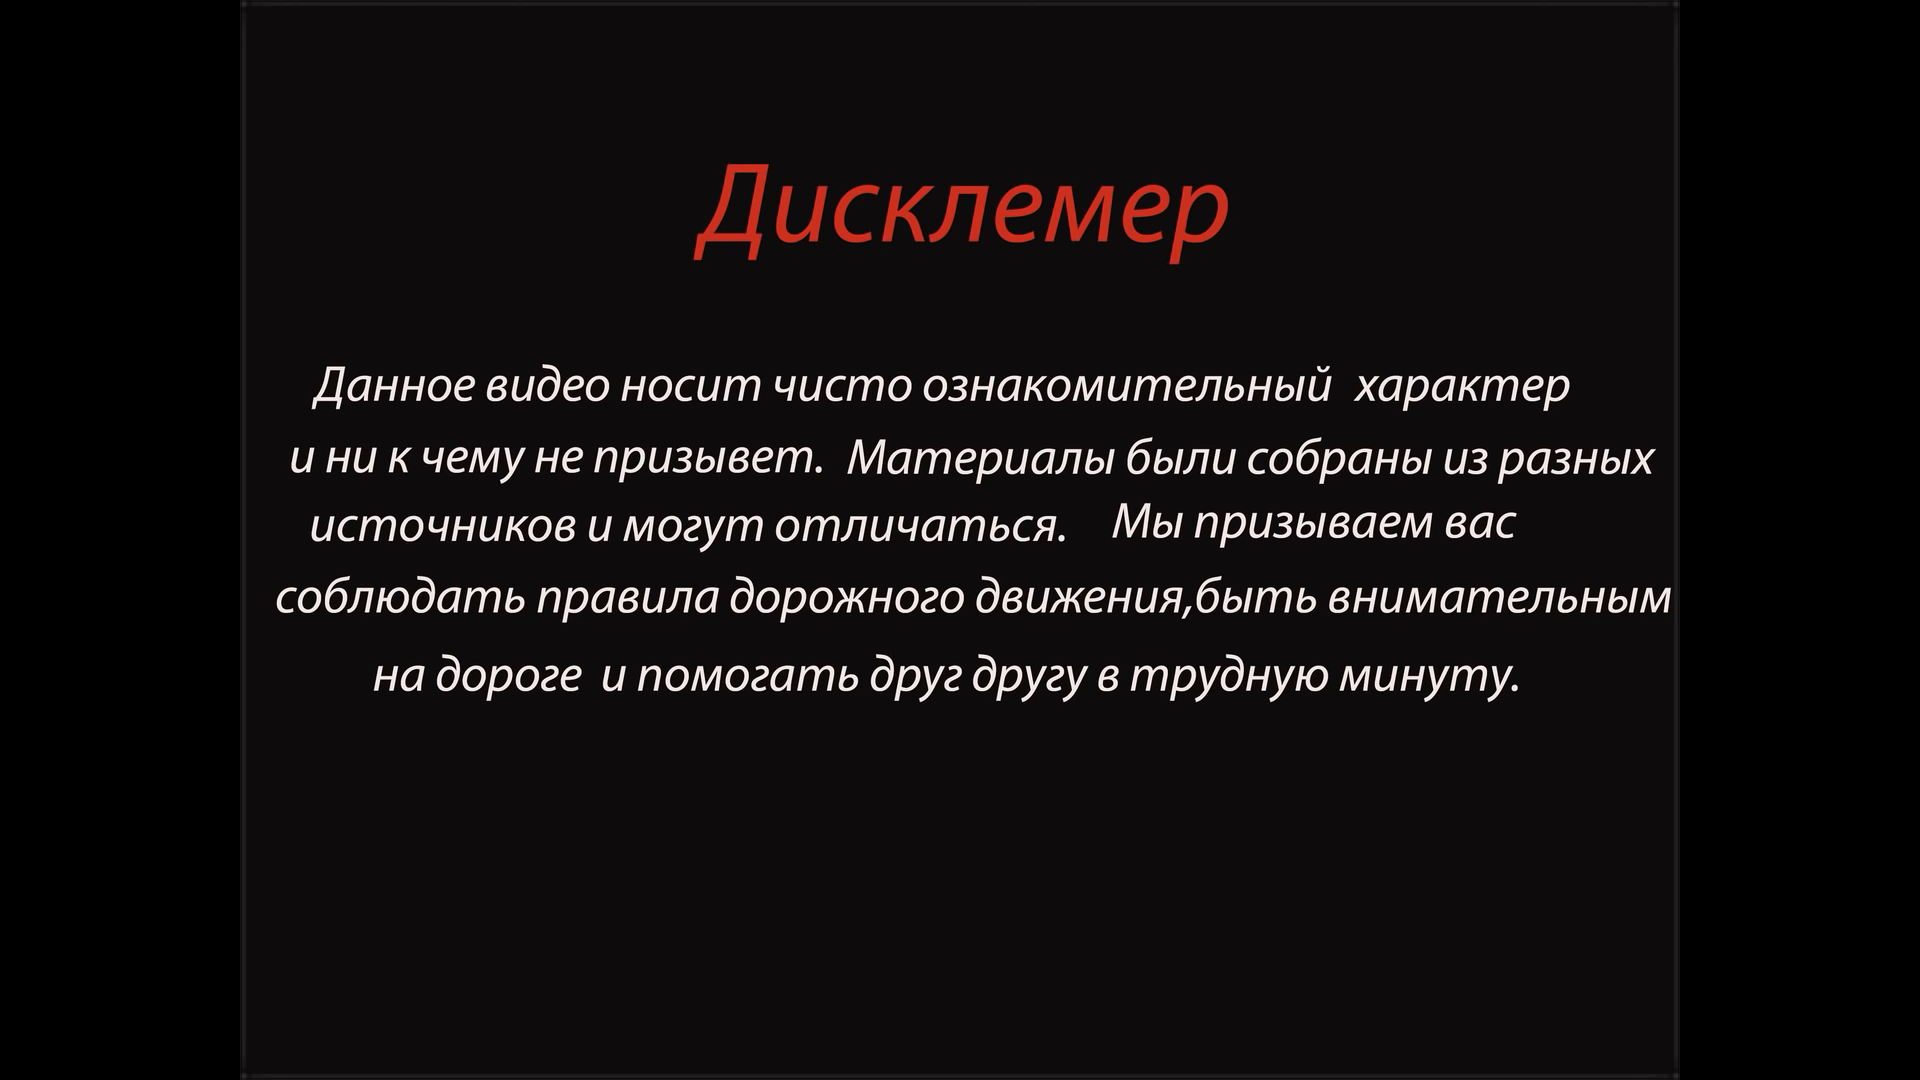 Дисклемер
Данное видео носит чисто ознакомительный характер
и ни к чему не призывет. Материалы были собраны из разных
источников и могут отличаться. Мы призываем вас
соблюдать правила дорожного движения,быть внимательным
на дороге и помогать друг другу в трудную минуту.